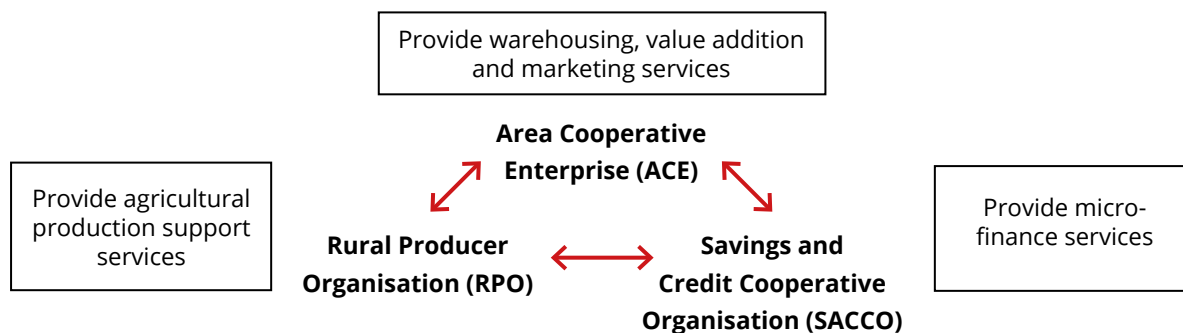 Provide warehousing, value addition
and marketing services
Area Cooperative
Enterprise (ACE)
Provide agricultural
production support
services
Rural Producer
Organisation (RPO)
Savings and
Credit Cooperative
Organisation (SACCO)
Provide micro-
finance services